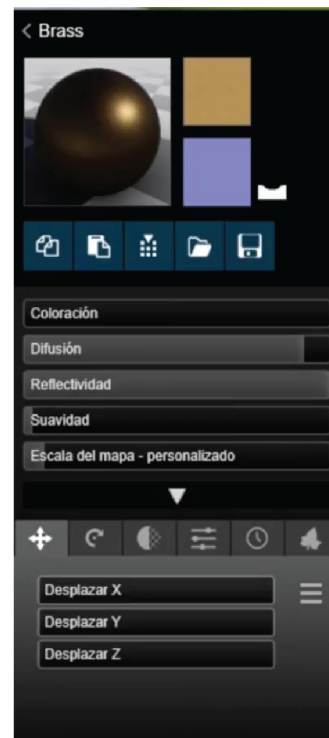 Brass
Coloración
Difusión
Reflectividad
Suavidad
Escala del mapa - personalizado
Desplazar X
Desplazar Y
Desplazar Z